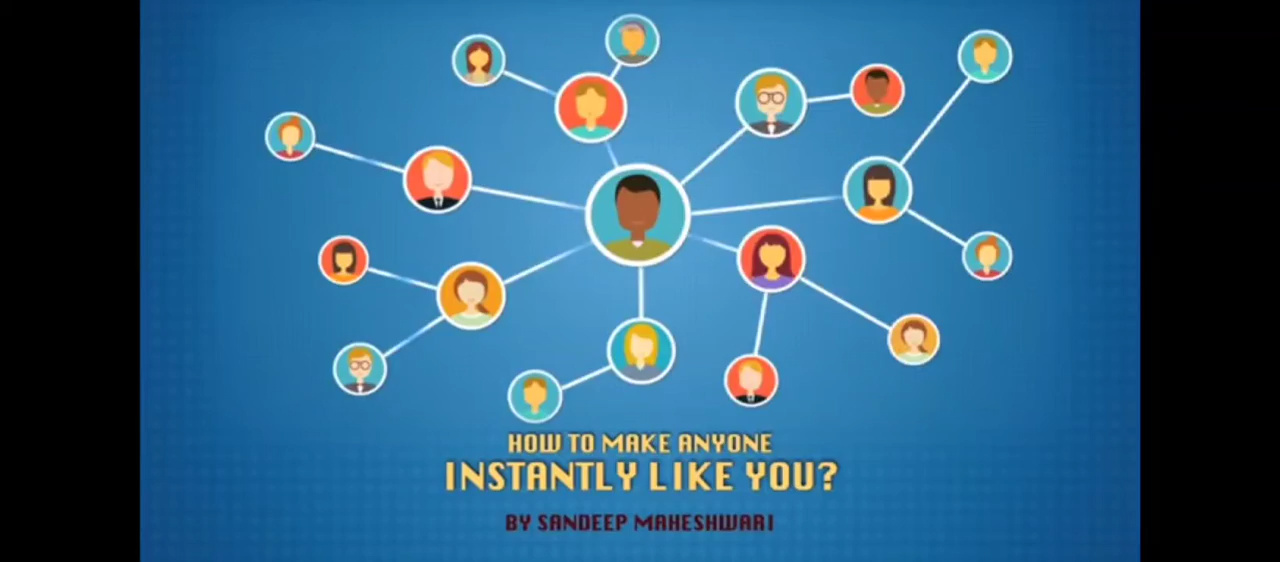 HOW TO MAKE ANYONE
INSTANTLY LIKE YOU?
BY SANDEEP MAHESHWARI